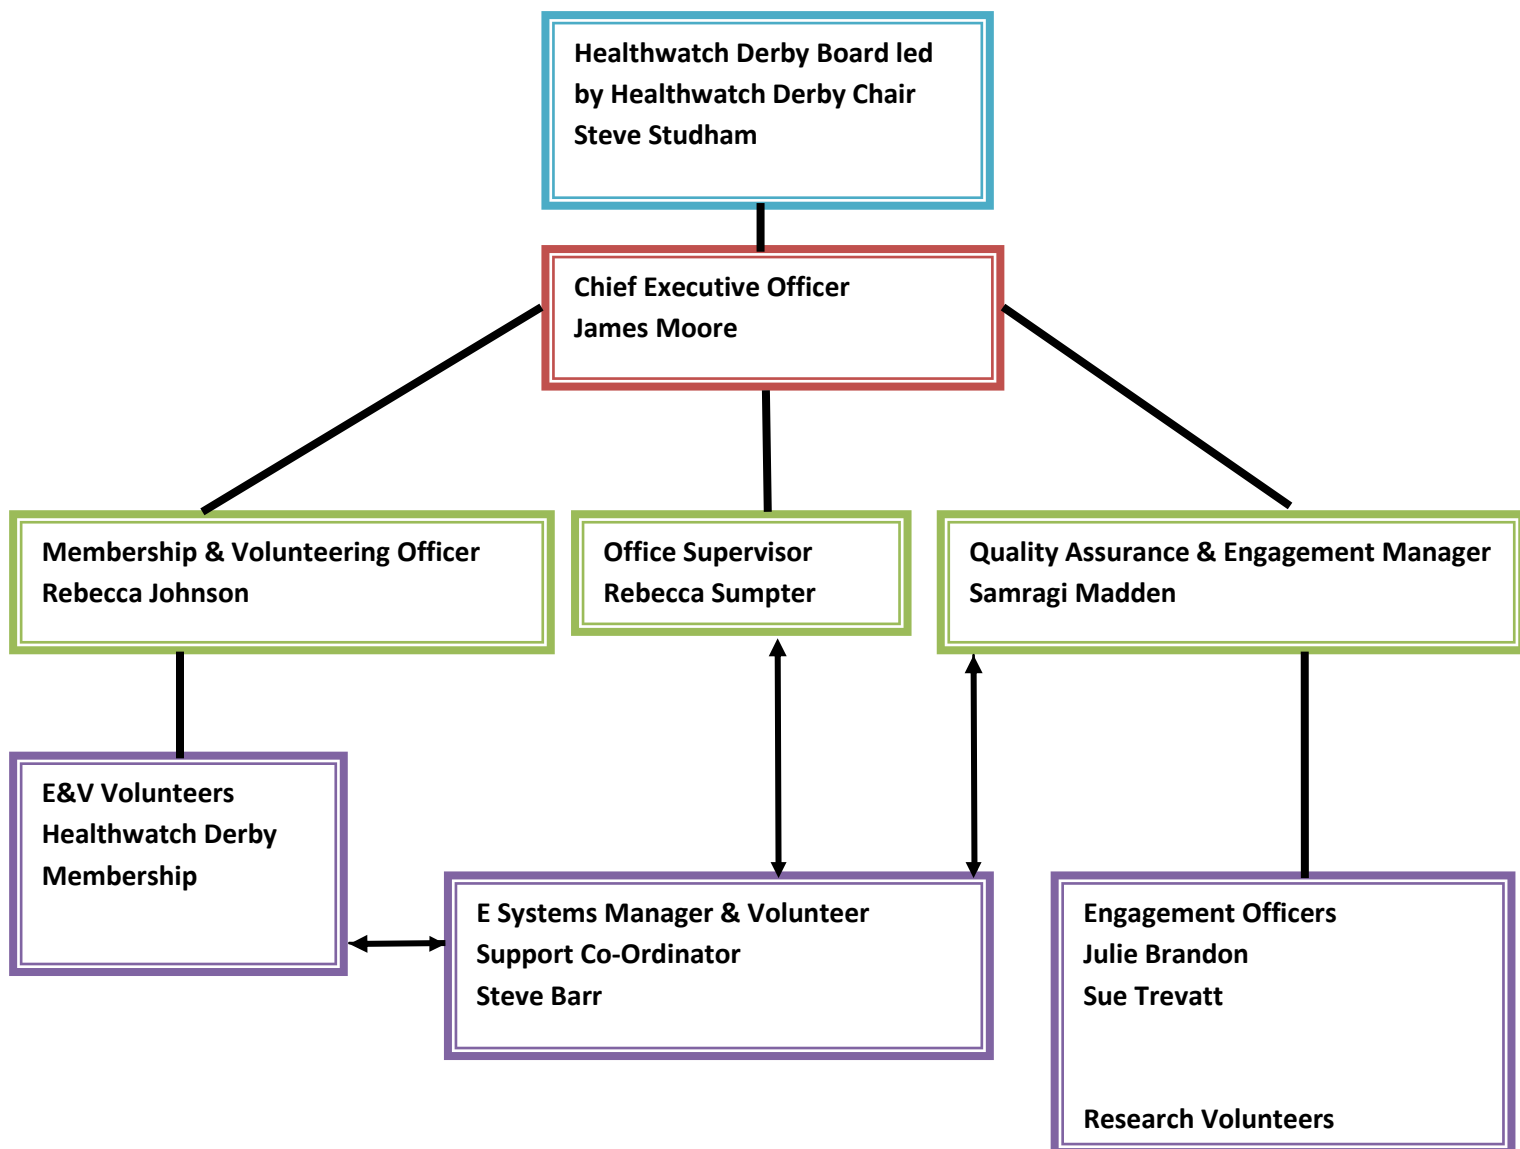 Healthwatch Derby Board led
by Healthwatch Derby Chair
Steve Studham
Chief Executive Officer
James Moore
Membership & Volunteering Officer
Rebecca Johnson
Office Supervisor
Rebecca Sumpter
Quality Assurance & Engagement Manager
Samragi Madden
E&V Volunteers
Healthwatch Derby
Membership
E Systems Manager & Volunteer
Support Co-Ordinator
Steve Barr
Engagement Officers
Julie Brandon
Sue Trevatt
Research Volunteers